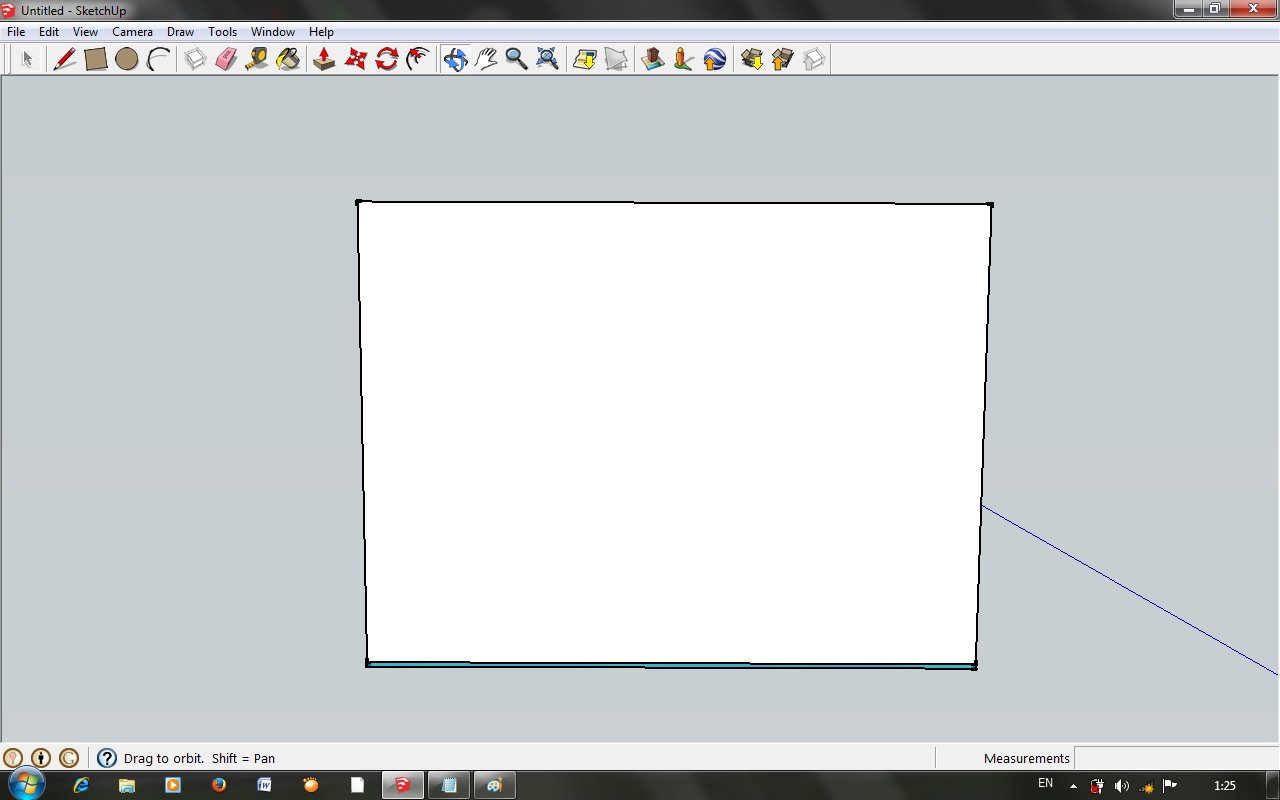 Untitled - SketchUp
File Edit View Camera Draw Tools Window Help
Drag to orbit. Shift = Pan
Measurements
EN
1:25